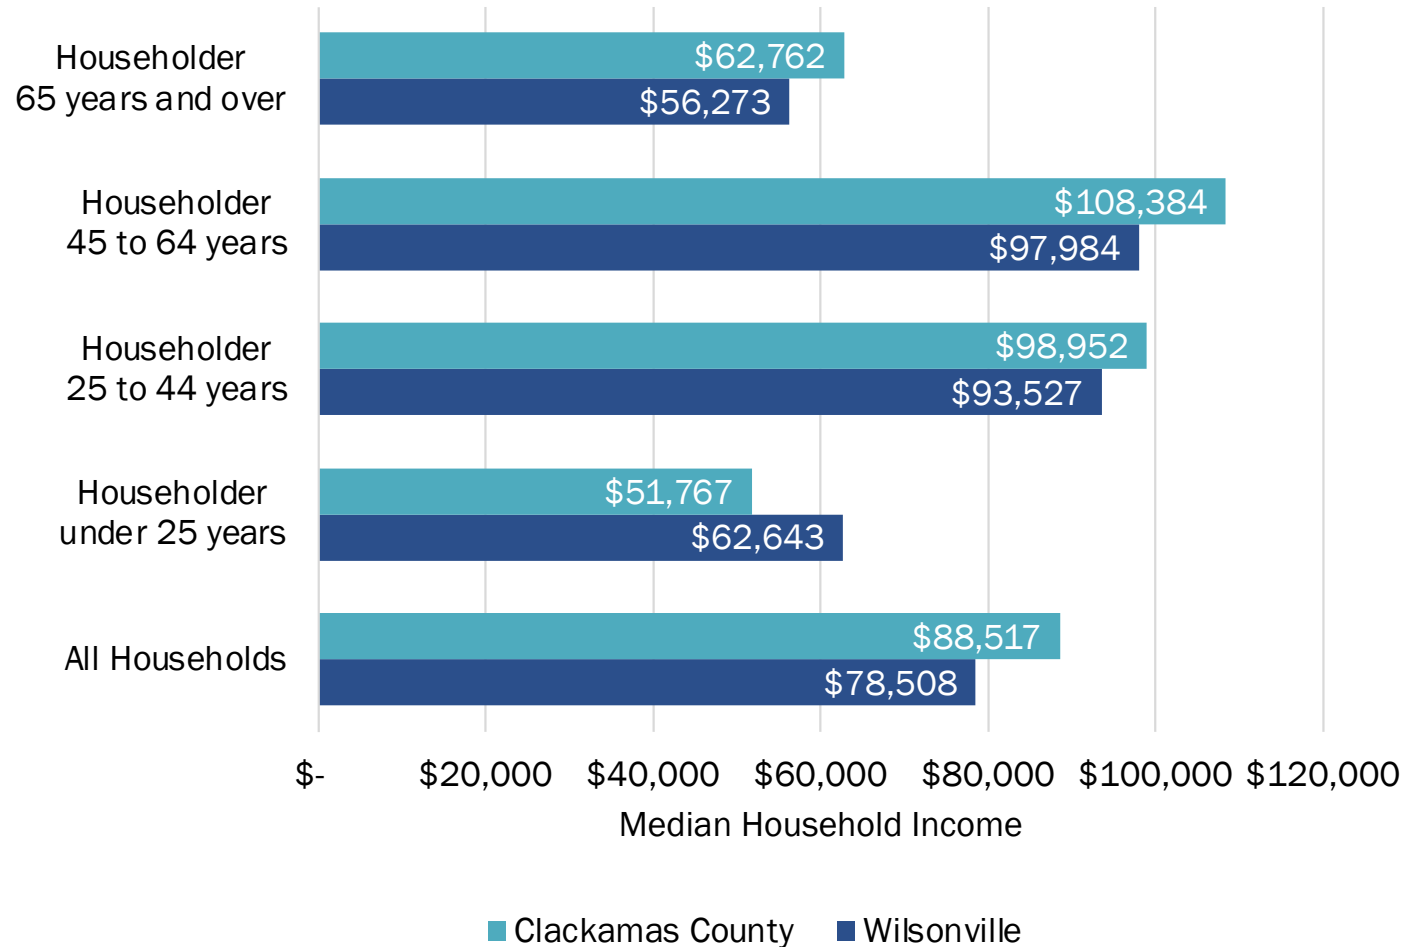 Householder
65 years and over
$62,762
$56,273
Householder
45 to 64 years
$108,384
$97,984
Householder
25 to 44 years
$98,952
$93,527
Householder
under 25 years
$51,767
$62,643
All Households
$88,517
$78,508
$- $20,000 $40,000 $60,000 $80,000 $100,000 $120,000
Median Household Income
Clackamas County Wilsonville